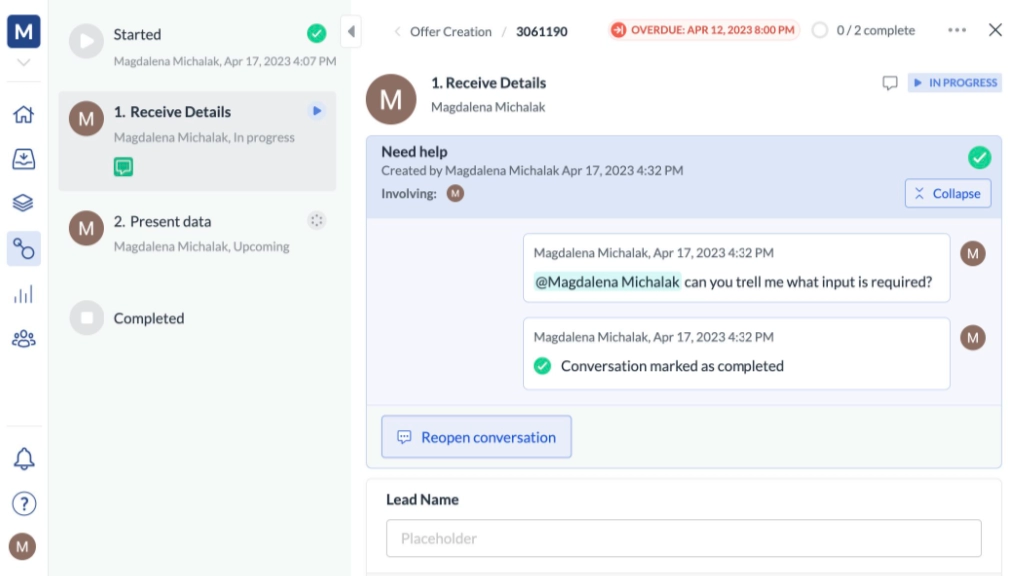 M
Started
Magdalena Michalak, Apr 17, 2023 4:07 PM
M
1. Receive Details
Magdalena Michalak, In progress
M
2. Present data
Magdalena Michalak, Upcoming
Completed
?
M
Offer Creation / 3061190
OVERDUE: APR 12, 2023 8:00 PM
0 / 2 complete
M
1. Receive Details
Magdalena Michalak
IN PROGRESS
Need help
Created by Magdalena Michalak Apr 17, 2023 4:32 PM
Involving: M
Collapse
Magdalena Michalak, Apr 17, 2023 4:32 PM
M
@Magdalena Michalak can you trell me what input is required?
Magdalena Michalak, Apr 17, 2023 4:32 PM
M
Conversation marked as completed
Reopen conversation
Lead Name
Placeholder